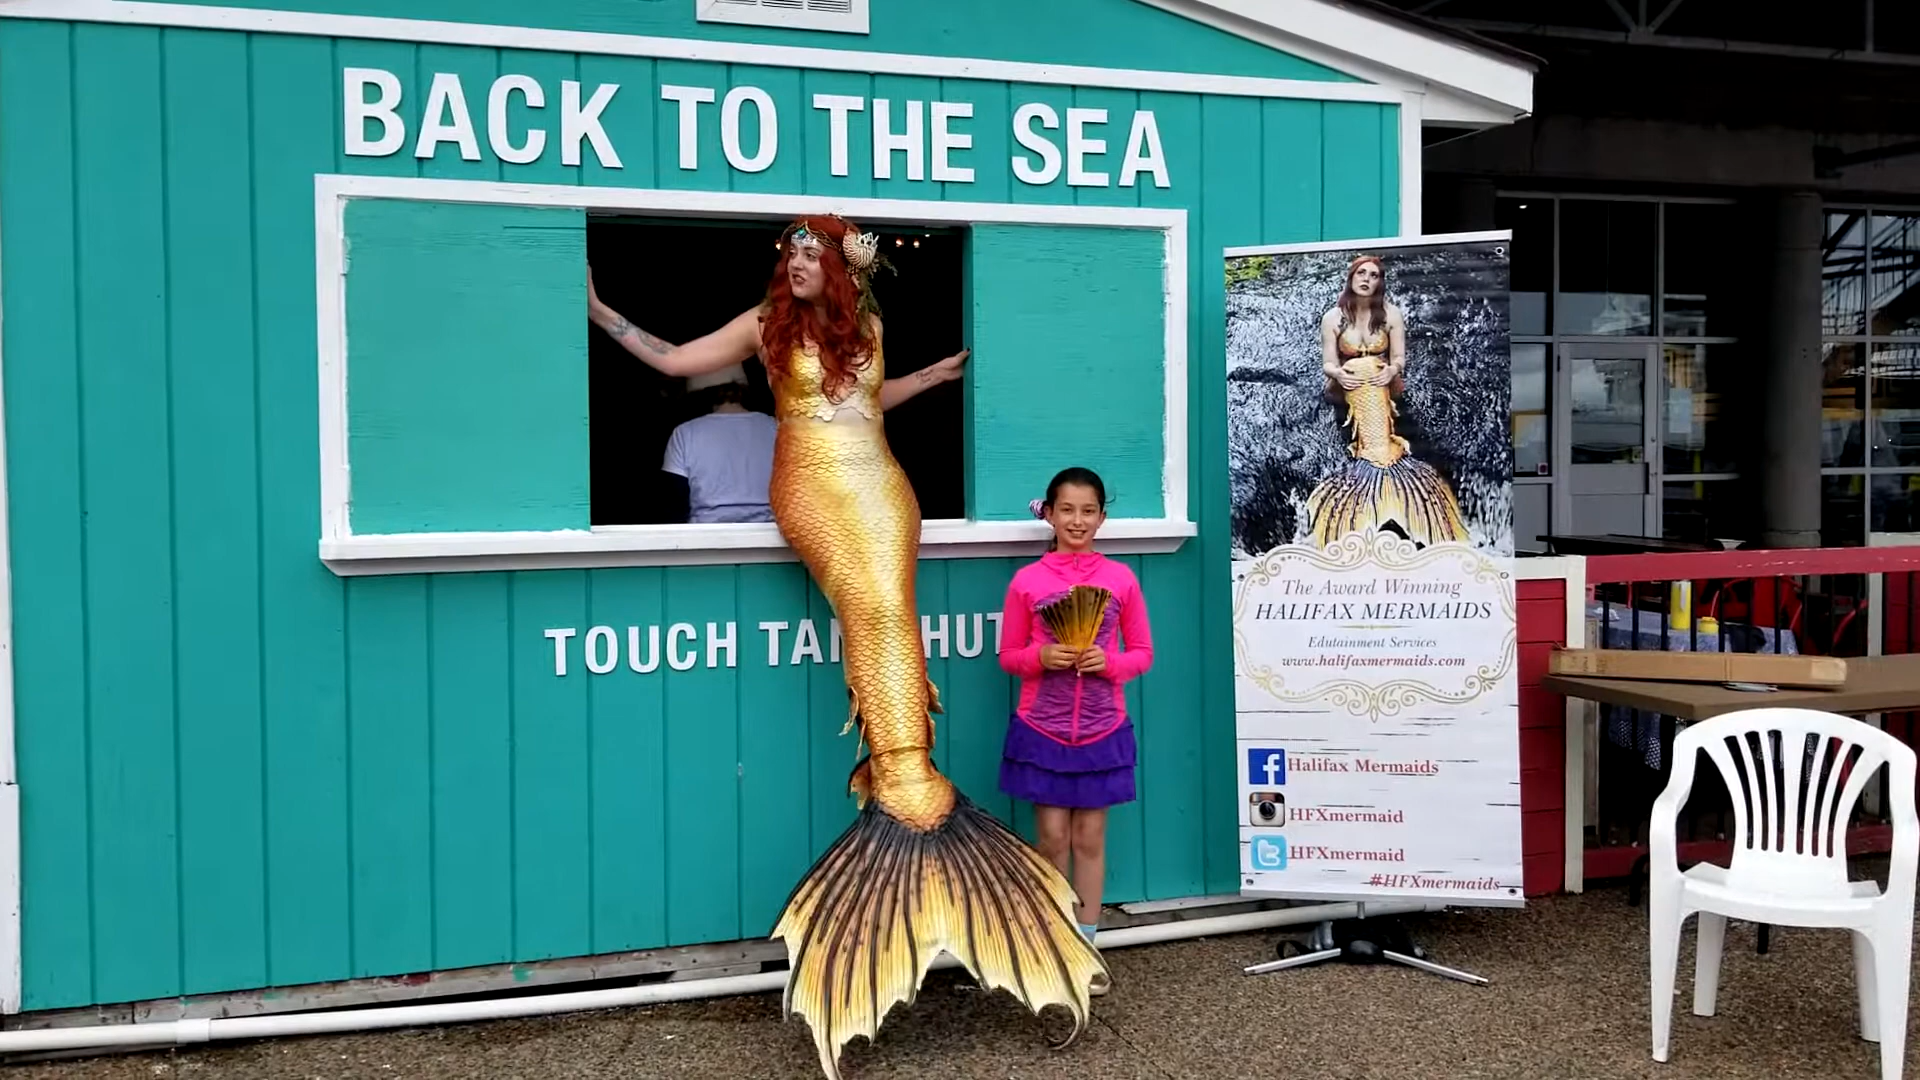 BACK TO THE SEA
TOUCH TAN HUT
The Award Winning
HALIFAX MERMAIDS
Edutainment Services
www.halifaxmermaids.com
Halifax Mermaids
HFXmermaid
HFXmermaid
#HFXmermaids